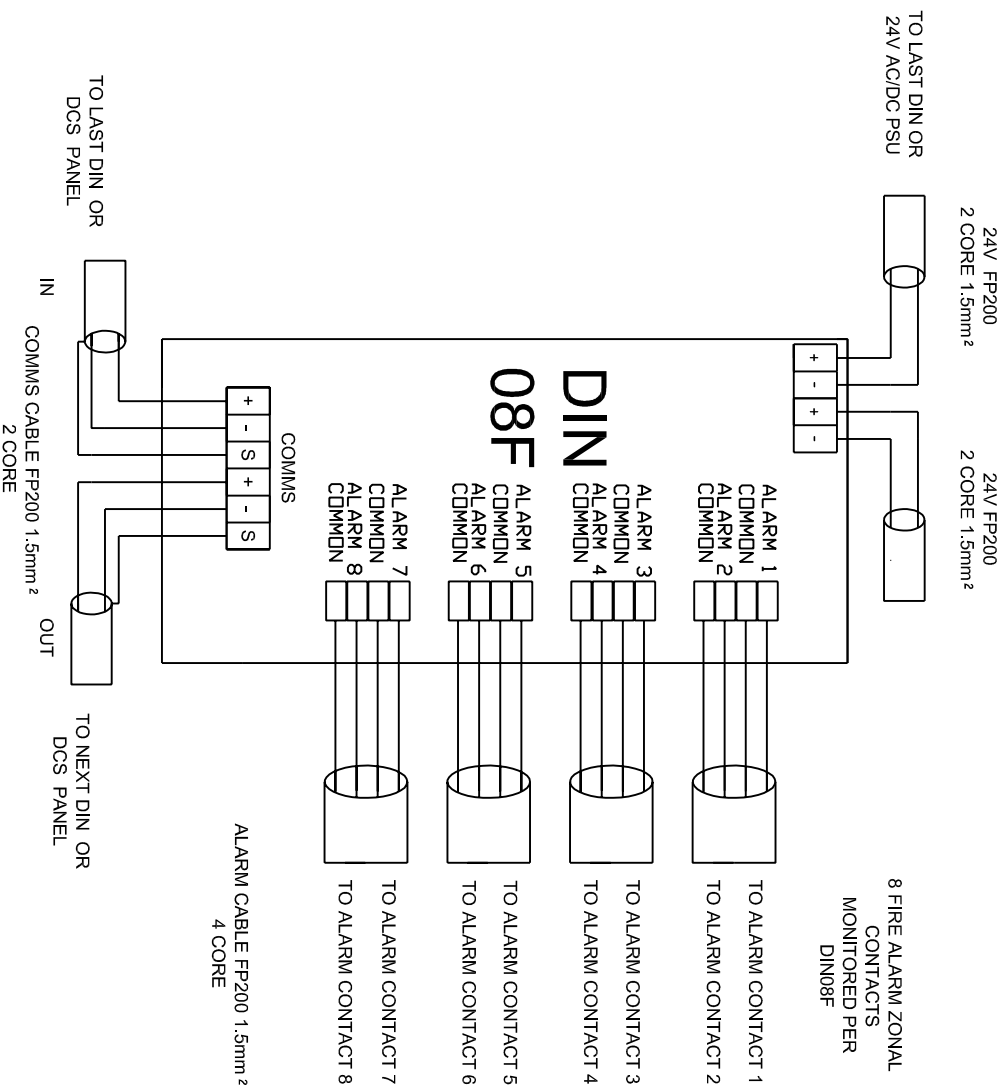 TO LAST DIN OR
24V AC/DC PSU
24V FP200
2 CORE 1.5mm²
24V FP200
2 CORE 1.5mm²
8 FIRE ALARM ZONAL
CONTACTS
MONITORED PER
DIN08F
+
-
+
-
DIN
08F
ALARM 1
COMMON
ALARM 2
COMMON
TO ALARM CONTACT 1
TO ALARM CONTACT 2
ALARM 3
COMMON
ALARM 4
COMMON
TO ALARM CONTACT 3
TO ALARM CONTACT 4
ALARM 5
COMMON
ALARM 6
COMMON
TO ALARM CONTACT 5
TO ALARM CONTACT 6
ALARM 7
COMMON
ALARM 8
COMMON
TO ALARM CONTACT 7
TO ALARM CONTACT 8
COMMS
+
-
S
+
-
S
ALARM CABLE FP200 1.5mm²
4 CORE
TO LAST DIN OR
DCS PANEL
IN
COMMS CABLE FP200 1.5mm²
2 CORE
OUT
TO NEXT DIN OR
DCS PANEL